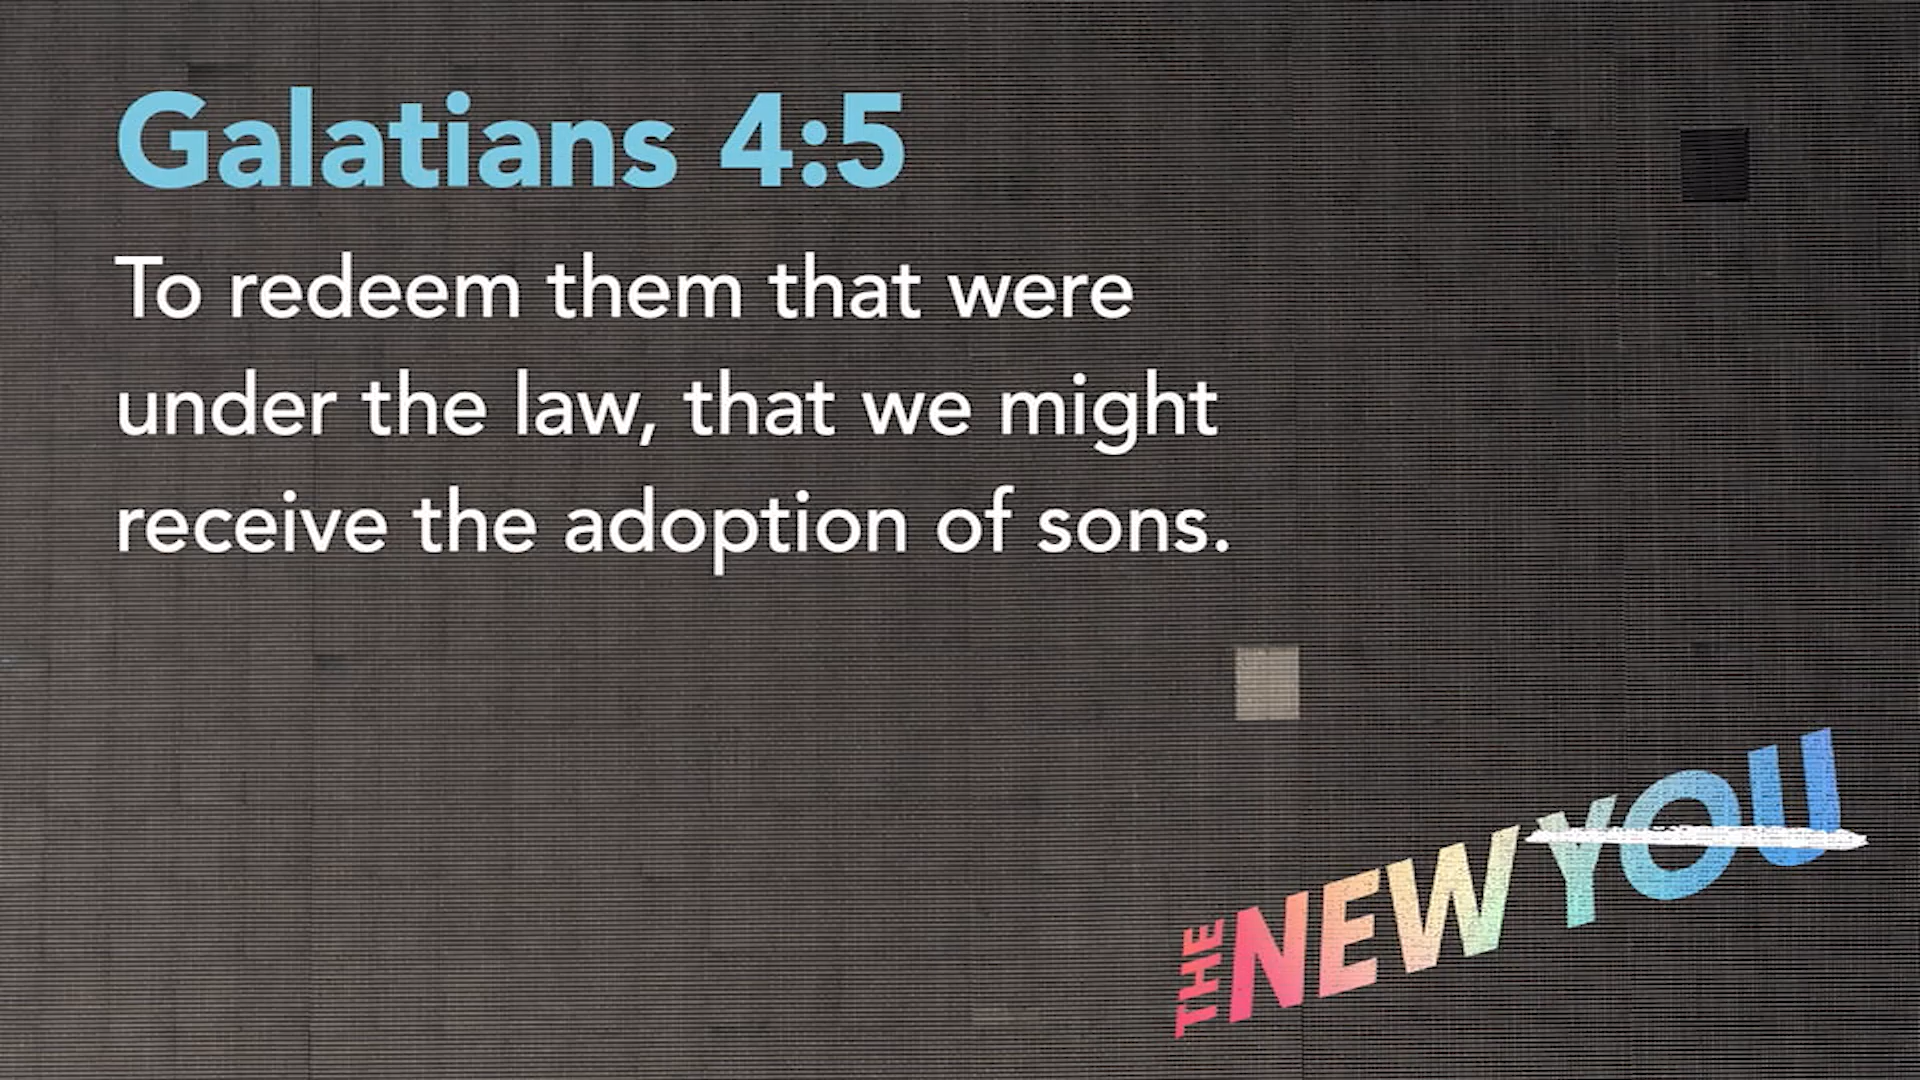 Galatians 4:5
To redeem them that were
under the law, that we might
receive the adoption of sons.
THE NEW YOU